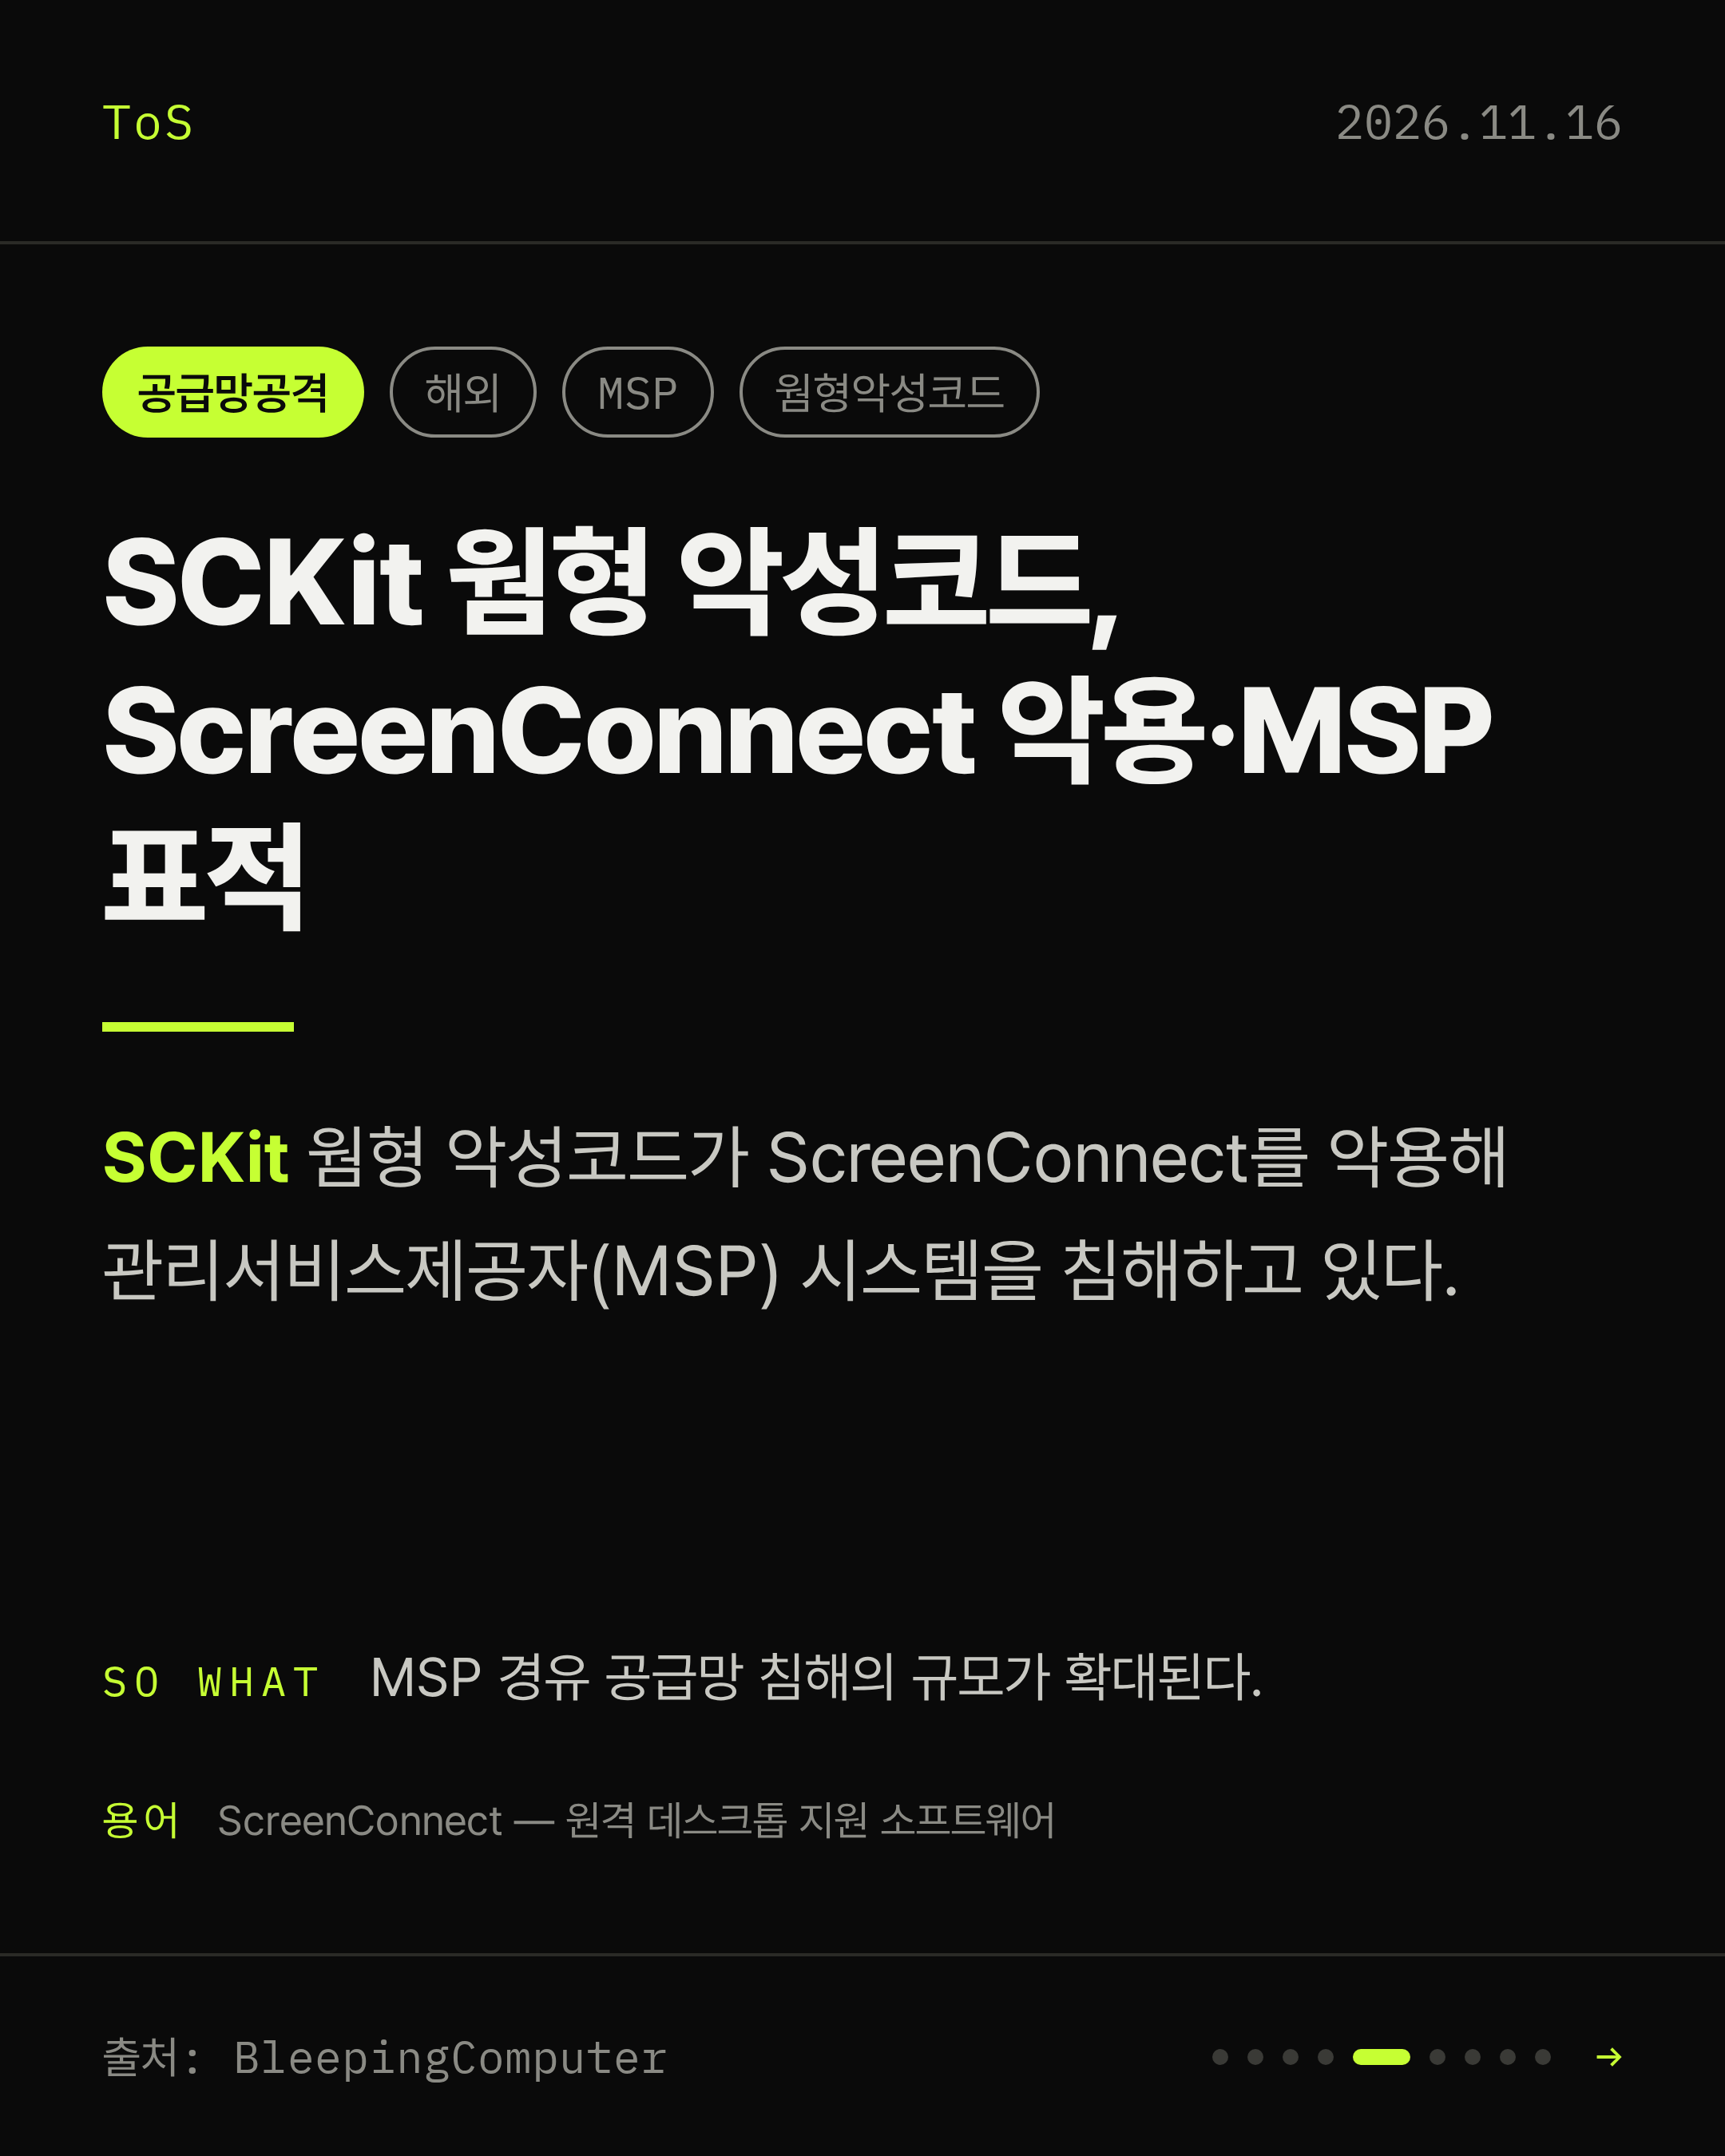 ToS
2026.11.16
공급망공격 해외 MSP 웜형악성코드
SCKit 웜형 악성코드,
ScreenConnect 악용·MSP
표적
SCKit 웜형 악성코드가 ScreenConnect를 악용해
관리서비스제공자(MSP) 시스템을 침해하고 있다.
SO WHAT MSP 경유 공급망 침해의 규모가 확대된다.
용어 ScreenConnect — 원격 데스크톱 지원 소프트웨어
출처: BleepingComputer